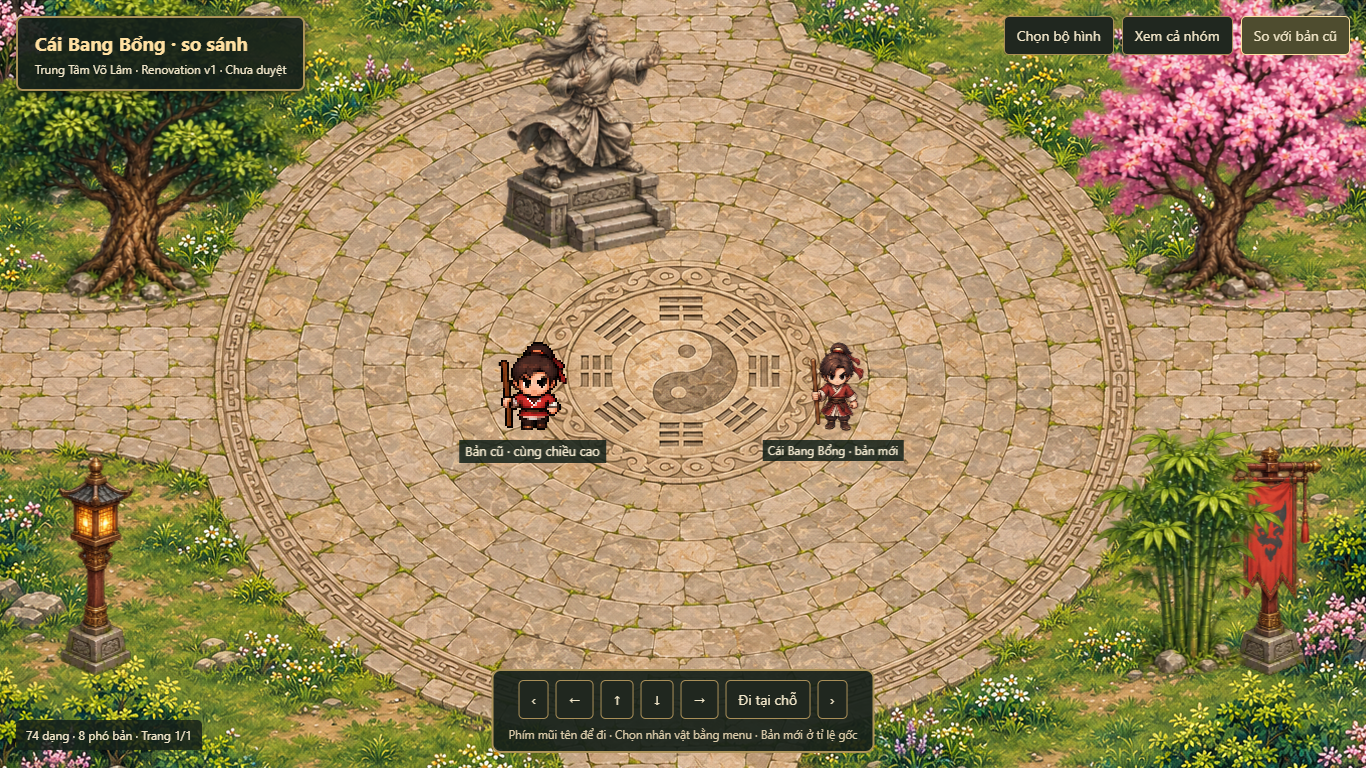 Cái Bang Bổng · so sánh
Trung Tâm Võ Lâm · Renovation v1 · Chưa duyệt
Chọn bộ hình
Xem cả nhóm
So với bản cũ
Bản cũ · cùng chiều cao
Cái Bang Bổng · bản mới
‹ ← ↑ ↓ → Đi tại chỗ ›
Phím mũi tên để đi · Chọn nhân vật bằng menu · Bản mới ở tỉ lệ gốc
74 dạng · 8 phó bản · Trang 1/1